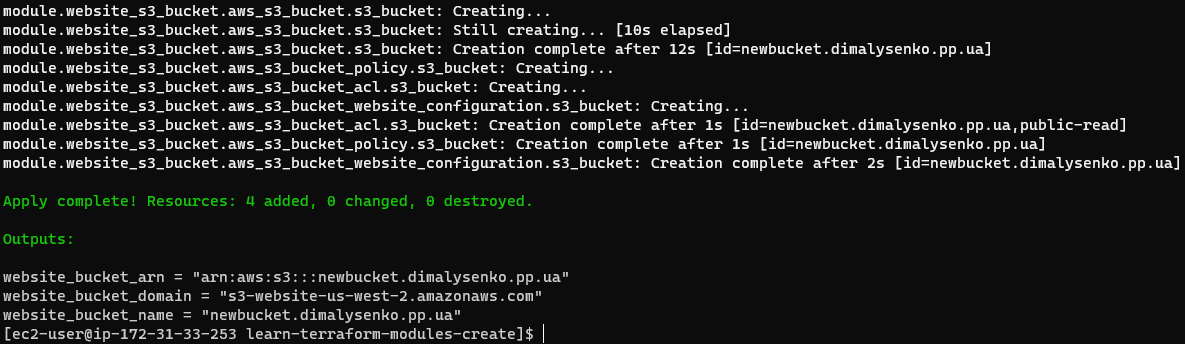 module.website_s3_bucket.aws_s3_bucket.s3_bucket: Creating...
module.website_s3_bucket.aws_s3_bucket.s3_bucket: Still creating... [10s elapsed]
module.website_s3_bucket.aws_s3_bucket.s3_bucket: Creation complete after 12s [id=newbucket.dimalysenko.pp.ua]
module.website_s3_bucket.aws_s3_bucket_policy.s3_bucket: Creating...
module.website_s3_bucket.aws_s3_bucket_acl.s3_bucket: Creating...
module.website_s3_bucket.aws_s3_bucket_website_configuration.s3_bucket: Creating...
module.website_s3_bucket.aws_s3_bucket_acl.s3_bucket: Creation complete after 1s [id=newbucket.dimalysenko.pp.ua,public-read]
module.website_s3_bucket.aws_s3_bucket_policy.s3_bucket: Creation complete after 1s [id=newbucket.dimalysenko.pp.ua]
module.website_s3_bucket.aws_s3_bucket_website_configuration.s3_bucket: Creation complete after 2s [id=newbucket.dimalysenko.pp.ua]
Apply complete! Resources: 4 added, 0 changed, 0 destroyed.
Outputs:
website_bucket_arn = "arn:aws:s3:::newbucket.dimalysenko.pp.ua"
website_bucket_domain = "s3-website-us-west-2.amazonaws.com"
website_bucket_name = "newbucket.dimalysenko.pp.ua"
[ec2-user@ip-172-31-33-253 learn-terraform-modules-create]$